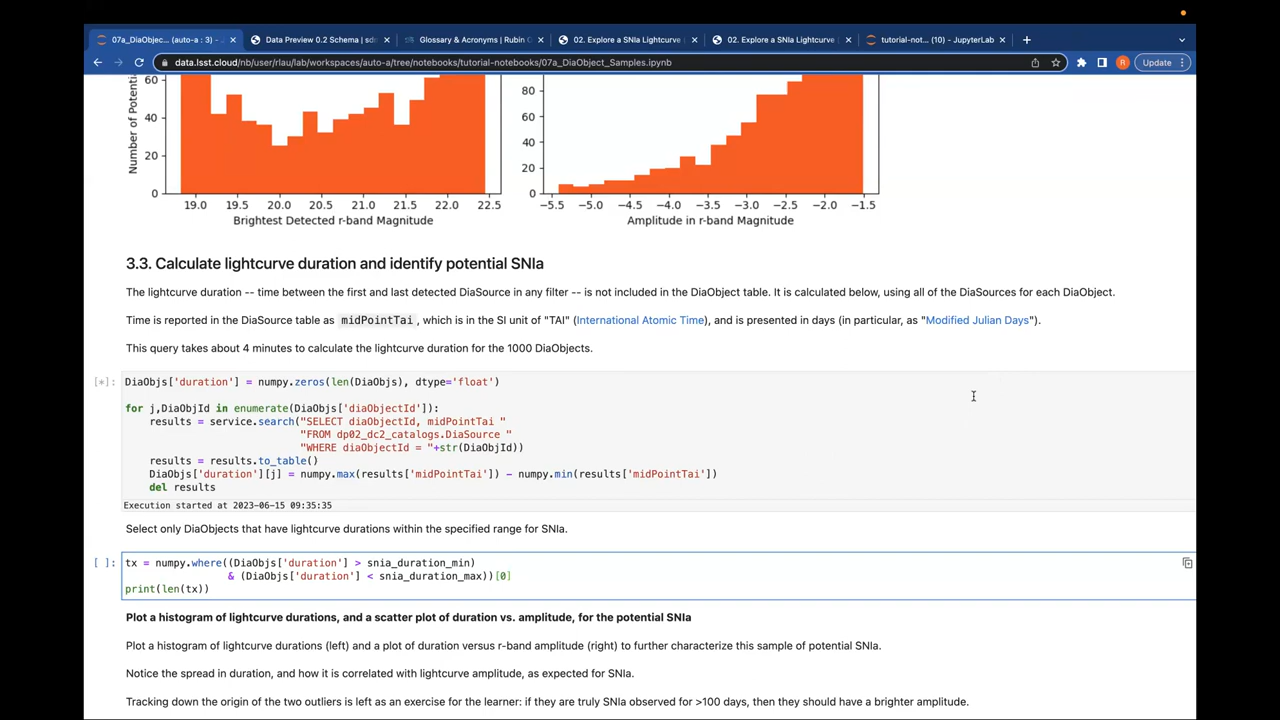 07a_DiaObjec... (auto-a : 3) -
Data Preview 0.2 Schema | sdm
Glossary & Acronyms | Rubin O
02. Explore a SNIa Lightcurve
02. Explore a SNIa Lightcurve
tutorial-not... (10) - JupyterLab
data.lsst.cloud/nb/user/rlau/lab/workspaces/auto-a/tree/notebooks/tutorial-notebooks/07a_DiaObject_Samples.ipynb
R
Update
Number of Potenti
60
40
20
0
19.0 19.5 20.0 20.5 21.0 21.5 22.0 22.5
Brightest Detected r-band Magnitude
80
60
40
20
0
−5.5 −5.0 −4.5 −4.0 −3.5 −3.0 −2.5 −2.0 −1.5
Amplitude in r-band Magnitude
3.3. Calculate lightcurve duration and identify potential SNIa
The lightcurve duration -- time between the first and last detected DiaSource in any filter -- is not included in the DiaObject table. It is calculated below, using all of the DiaSources for each DiaObject.
Time is reported in the DiaSource table as midPointTai, which is in the SI unit of "TAI" (International Atomic Time), and is presented in days (in particular, as "Modified Julian Days").
This query takes about 4 minutes to calculate the lightcurve duration for the 1000 DiaObjects.
[*]: DiaObjs['duration'] = numpy.zeros(len(DiaObjs), dtype='float')
for j,DiaObjId in enumerate(DiaObjs['diaObjectId']):
results = service.search("SELECT diaObjectId, midPointTai "
"FROM dp02_dc2_catalogs.DiaSource "
"WHERE diaObjectId = "+str(DiaObjId))
results = results.to_table()
DiaObjs['duration'][j] = numpy.max(results['midPointTai']) - numpy.min(results['midPointTai'])
del results
Execution started at 2023-06-15 09:35:35
Select only DiaObjects that have lightcurve durations within the specified range for SNIa.
[ ]: tx = numpy.where((DiaObjs['duration'] > snia_duration_min)
& (DiaObjs['duration'] < snia_duration_max))[0]
print(len(tx))
Plot a histogram of lightcurve durations, and a scatter plot of duration vs. amplitude, for the potential SNIa
Plot a histogram of lightcurve durations (left) and a plot of duration versus r-band amplitude (right) to further characterize this sample of potential SNIa.
Notice the spread in duration, and how it is correlated with lightcurve amplitude, as expected for SNIa.
Tracking down the origin of the two outliers is left as an exercise for the learner: if they are truly SNIa observed for >100 days, then they should have a brighter amplitude.